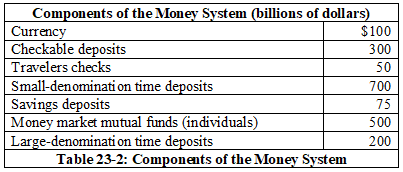 Components of the Money System (billions of dollars)
Currency $100
Checkable deposits 300
Travelers checks 50
Small-denomination time deposits 700
Savings deposits 75
Money market mutual funds (individuals) 500
Large-denomination time deposits 200
Table 23-2: Components of the Money System